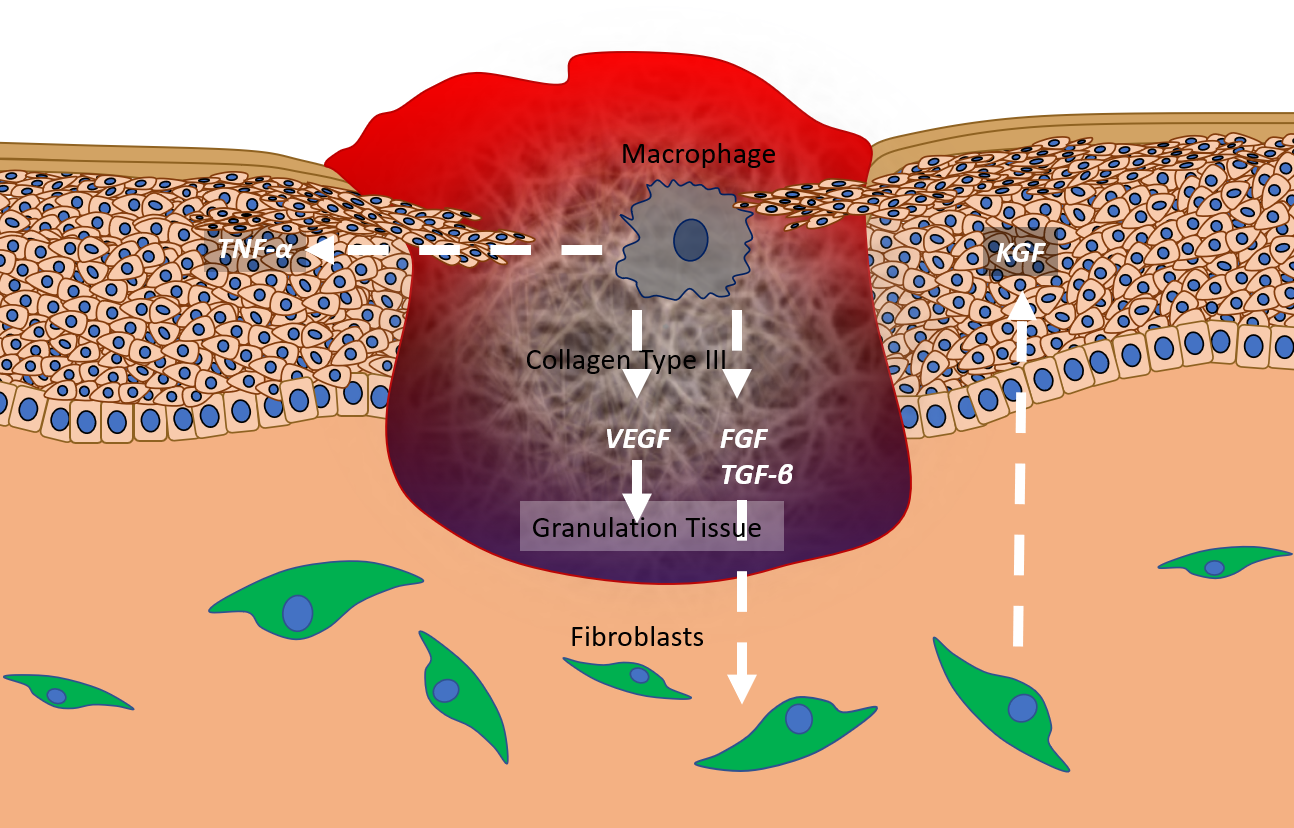 Macrophage
TNF-α
KGF
Collagen Type III
VEGF
FGF
TGF-β
Granulation Tissue
Fibroblasts